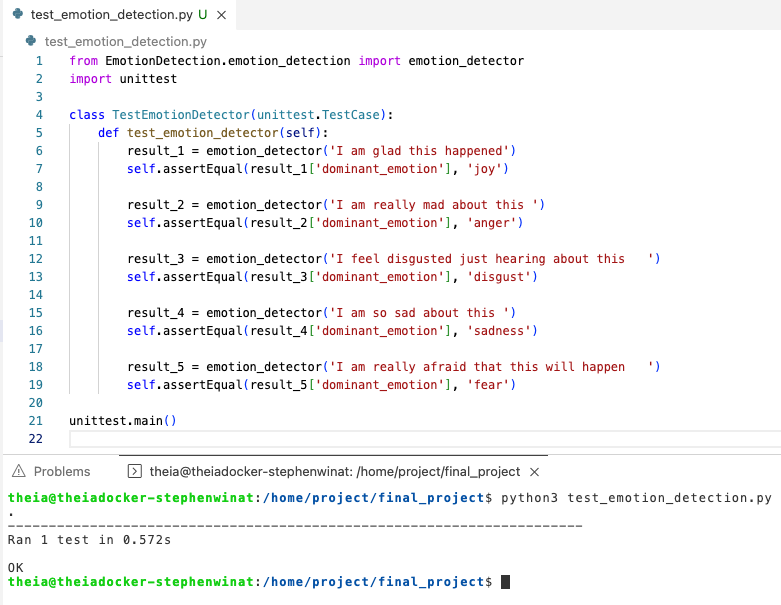 test_emotion_detection.py U ×
test_emotion_detection.py
1 from EmotionDetection.emotion_detection import emotion_detector
2 import unittest
3
4 class TestEmotionDetector(unittest.TestCase):
5     def test_emotion_detector(self):
6         result_1 = emotion_detector('I am glad this happened')
7         self.assertEqual(result_1['dominant_emotion'], 'joy')
8
9         result_2 = emotion_detector('I am really mad about this ')
10         self.assertEqual(result_2['dominant_emotion'], 'anger')
11
12         result_3 = emotion_detector('I feel disgusted just hearing about this   ')
13         self.assertEqual(result_3['dominant_emotion'], 'disgust')
14
15         result_4 = emotion_detector('I am so sad about this ')
16         self.assertEqual(result_4['dominant_emotion'], 'sadness')
17
18         result_5 = emotion_detector('I am really afraid that this will happen   ')
19         self.assertEqual(result_5['dominant_emotion'], 'fear')
20
21 unittest.main()
22
Problems theia@theiadocker-stephenwinat: /home/project/final_project ×
theia@theiadocker-stephenwinat:/home/project/final_project$ python3 test_emotion_detection.py
.
----------------------------------------------------------------------
Ran 1 test in 0.572s

OK
theia@theiadocker-stephenwinat:/home/project/final_project$